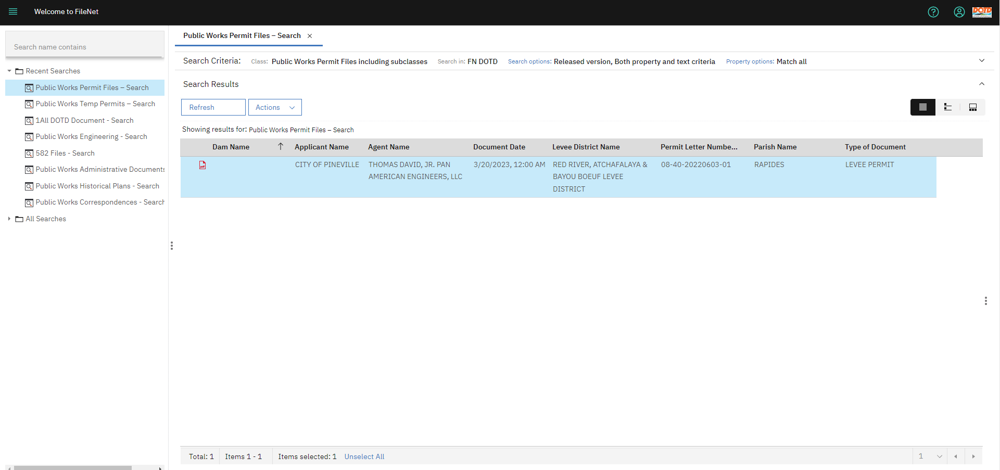 Welcome to FileNet
DOTD
Search name contains
Recent Searches
Public Works Permit Files – Search
Public Works Temp Permits – Search
1All DOTD Document - Search
Public Works Engineering - Search
582 Files - Search
Public Works Administrative Documents
Public Works Historical Plans - Search
Public Works Correspondences - Search
All Searches
Public Works Permit Files – Search
Search Criteria: Class: Public Works Permit Files including subclasses Search in: FN DOTD Search options: Released version, Both property and text criteria Property options: Match all
Search Results
Refresh Actions
Showing results for: Public Works Permit Files – Search
Dam Name Applicant Name Agent Name Document Date Levee District Name Permit Letter Numbe... Parish Name Type of Document
pdf CITY OF PINEVILLE THOMAS DAVID, JR. PAN 3/20/2023, 12:00 AM RED RIVER, ATCHAFALAYA & 08-40-20220603-01 RAPIDES LEVEE PERMIT
AMERICAN ENGINEERS, LLC BAYOU BOEUF LEVEE
DISTRICT
Total: 1 Items 1 - 1 Items selected: 1 Unselect All 1